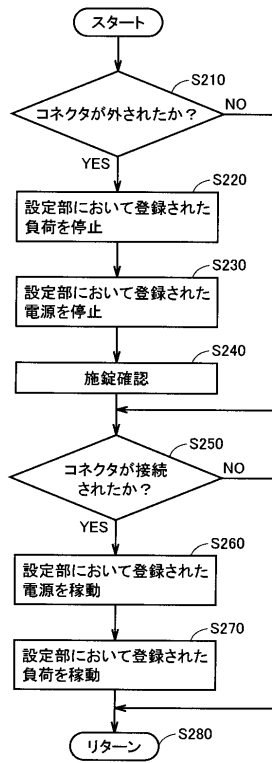 スタート
S210
コネクタが外されたか？
NO
YES
S220
設定部において登録された
負荷を停止
S230
設定部において登録された
電源を停止
S240
施錠確認
S250
コネクタが接続
されたか？
NO
YES
S260
設定部において登録された
電源を稼動
S270
設定部において登録された
負荷を稼動
リターン
S280